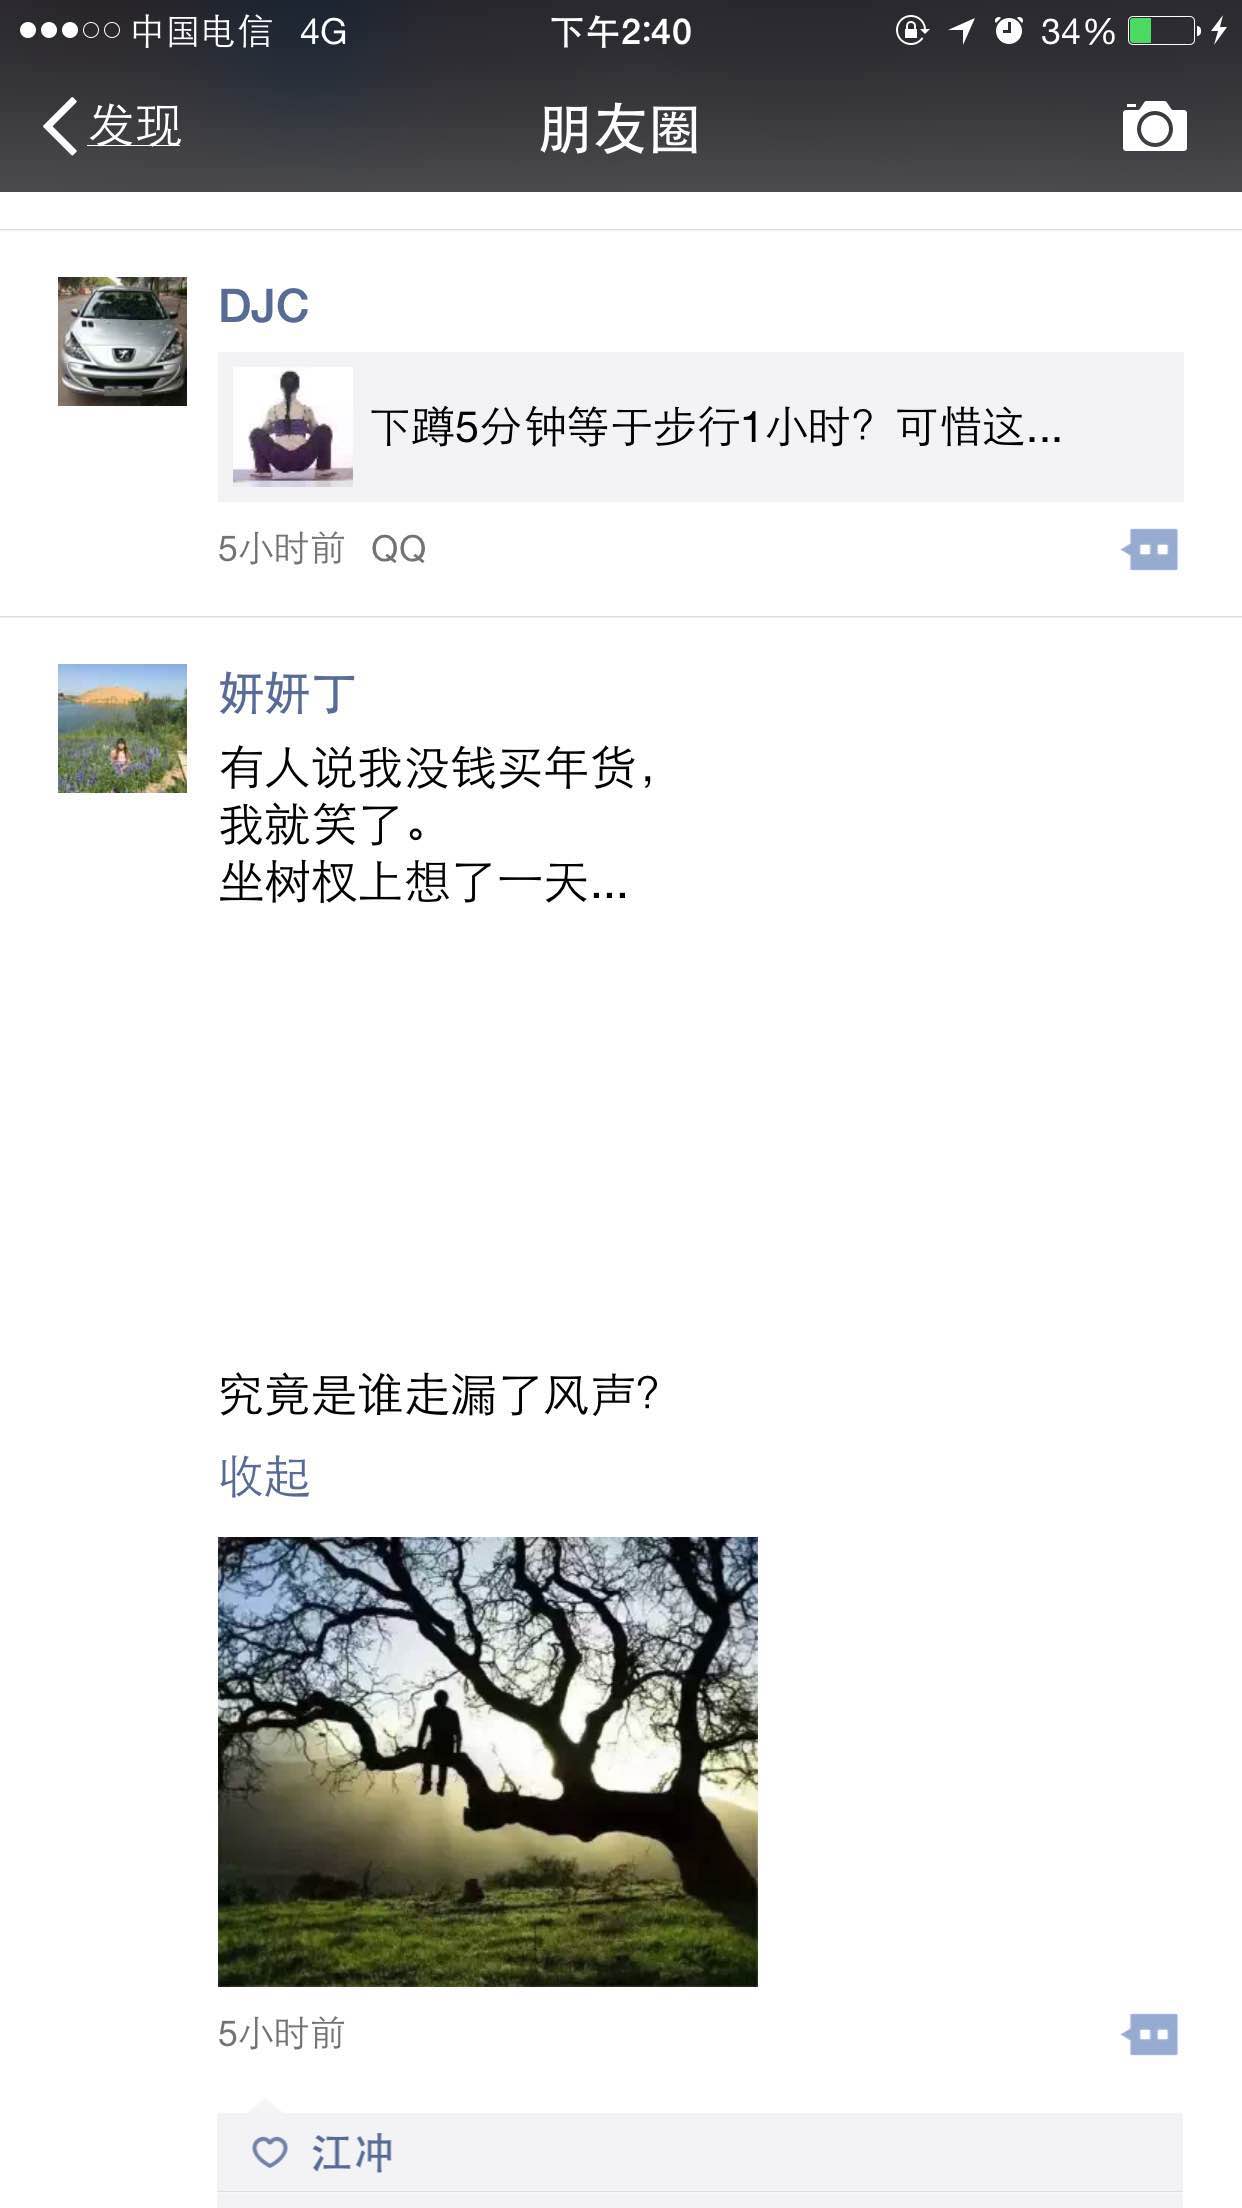 中国电信 4G 下午2:40 34%
发现 朋友圈
DJC
下蹲5分钟等于步行1小时？可惜这...
5小时前 QQ
妍妍丁
有人说我没钱买年货，
我就笑了。
坐树杈上想了一天...
究竟是谁走漏了风声？
收起
5小时前
江冲